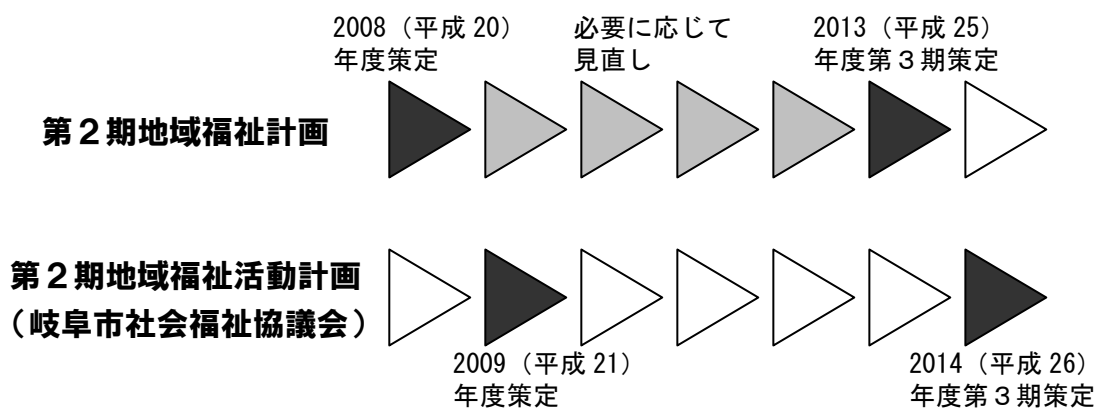 2008（平成 20）
年度策定
必要に応じて
見直し
2013（平成 25）
年度第３期策定
第２期地域福祉計画
第２期地域福祉活動計画
（岐阜市社会福祉協議会）
2009（平成 21）
年度策定
2014（平成 26）
年度第３期策定